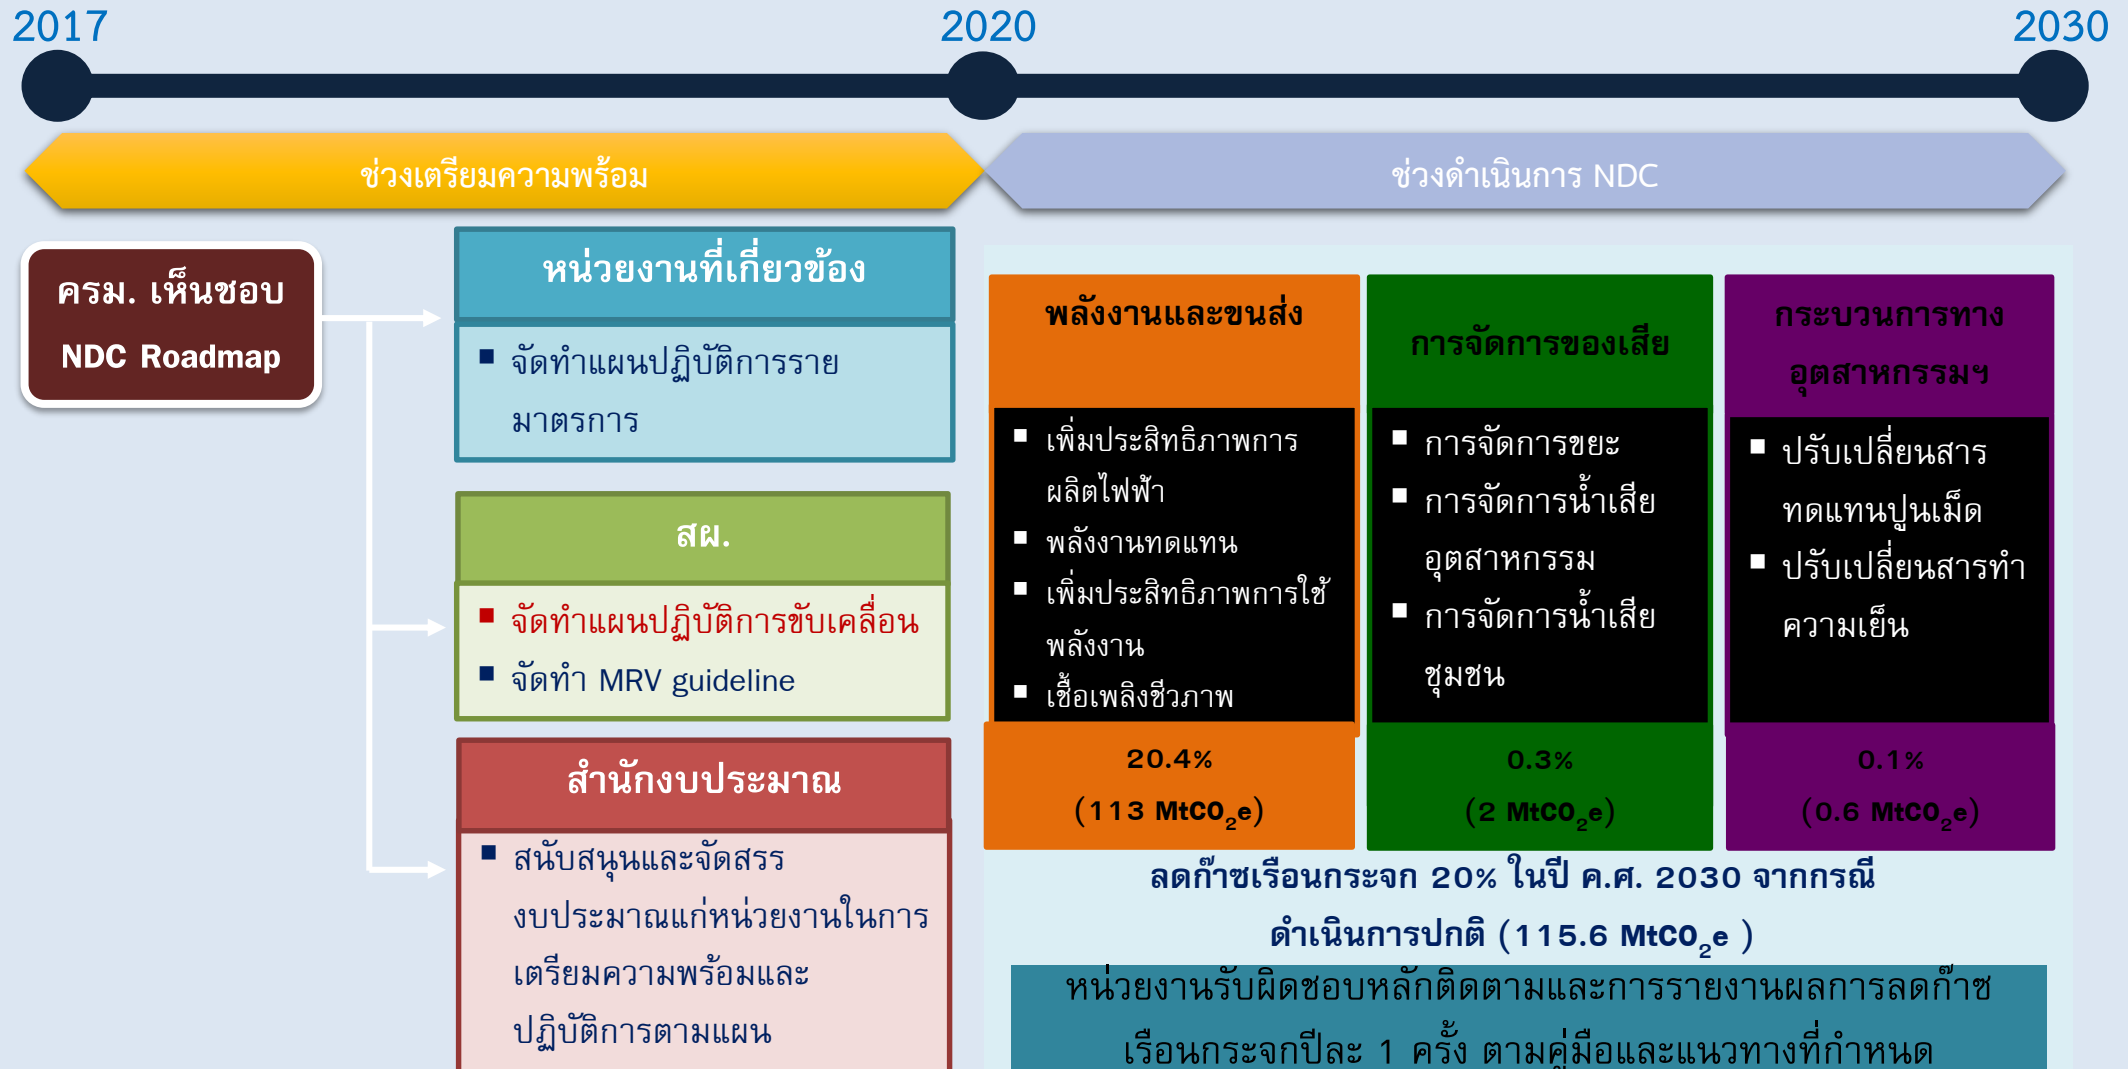 2017
2020
2030
ช่วงเตรียมความพร้อม
ช่วงดำเนินการ NDC
ครม. เห็นชอบ
NDC Roadmap
หน่วยงานที่เกี่ยวข้อง
▪ จัดทำแผนปฏิบัติการราย
มาตรการ
สผ.
▪ จัดทำแผนปฏิบัติการขับเคลื่อน
▪ จัดทำ MRV guideline
สำนักงบประมาณ
▪ สนับสนุนและจัดสรร
งบประมาณแก่หน่วยงานในการ
เตรียมความพร้อมและ
ปฏิบัติการตามแผน
พลังงานและขนส่ง
▪ เพิ่มประสิทธิภาพการ
ผลิตไฟฟ้า
▪ พลังงานทดแทน
▪ เพิ่มประสิทธิภาพการใช้
พลังงาน
▪ เชื้อเพลิงชีวภาพ
20.4%
(113 MtCO₂e)
การจัดการของเสีย
▪ การจัดการขยะ
▪ การจัดการน้ำเสีย
อุตสาหกรรม
▪ การจัดการน้ำเสีย
ชุมชน
0.3%
(2 MtCO₂e)
กระบวนการทาง
อุตสาหกรรมฯ
▪ ปรับเปลี่ยนสาร
ทดแทนปูนเม็ด
▪ ปรับเปลี่ยนสารทำ
ความเย็น
0.1%
(0.6 MtCO₂e)
ลดก๊าซเรือนกระจก 20% ในปี ค.ศ. 2030 จากกรณี
ดำเนินการปกติ (115.6 MtCO₂e )
หน่วยงานรับผิดชอบหลักติดตามและการรายงานผลการลดก๊าซ
เรือนกระจกปีละ 1 ครั้ง ตามคู่มือและแนวทางที่กำหนด